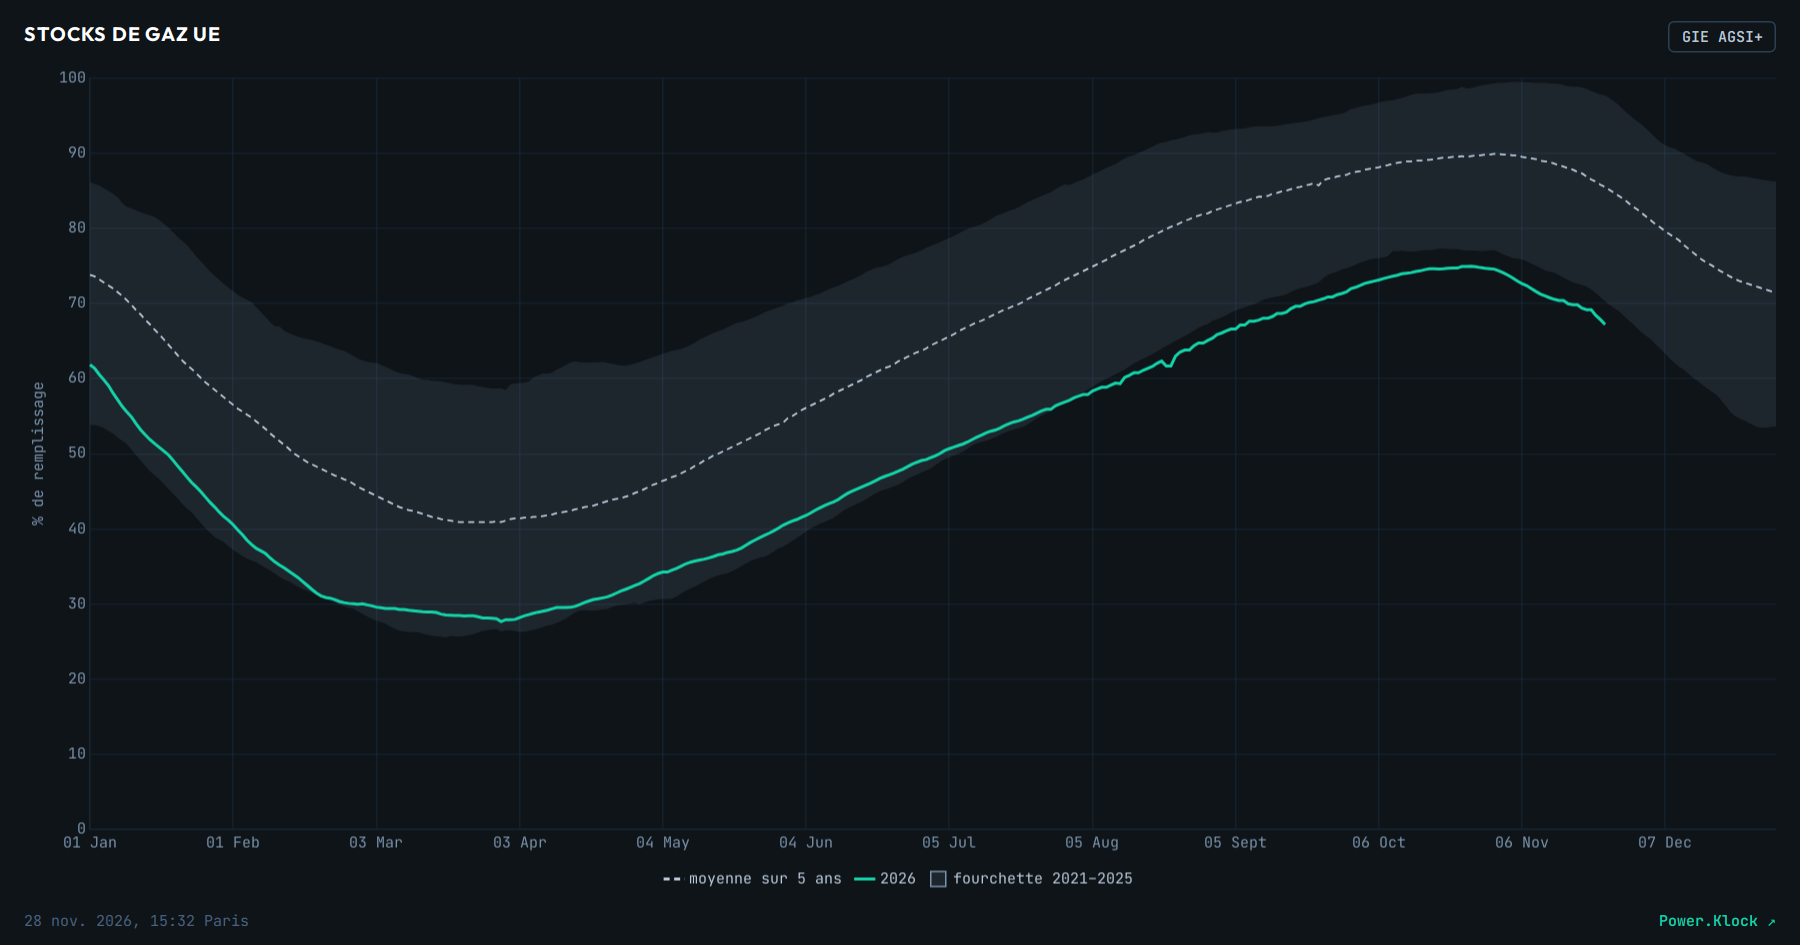 STOCKS DE GAZ UE
GIE AGSI+
100
90
80
70
60
50
40
30
20
10
0
% de remplissage
01 Jan 01 Feb 03 Mar 03 Apr 04 May 04 Jun 05 Jul 05 Aug 05 Sept 06 Oct 06 Nov 07 Dec
moyenne sur 5 ans 2026 fourchette 2021–2025
28 nov. 2026, 15:32 Paris
Power.Klock ↗